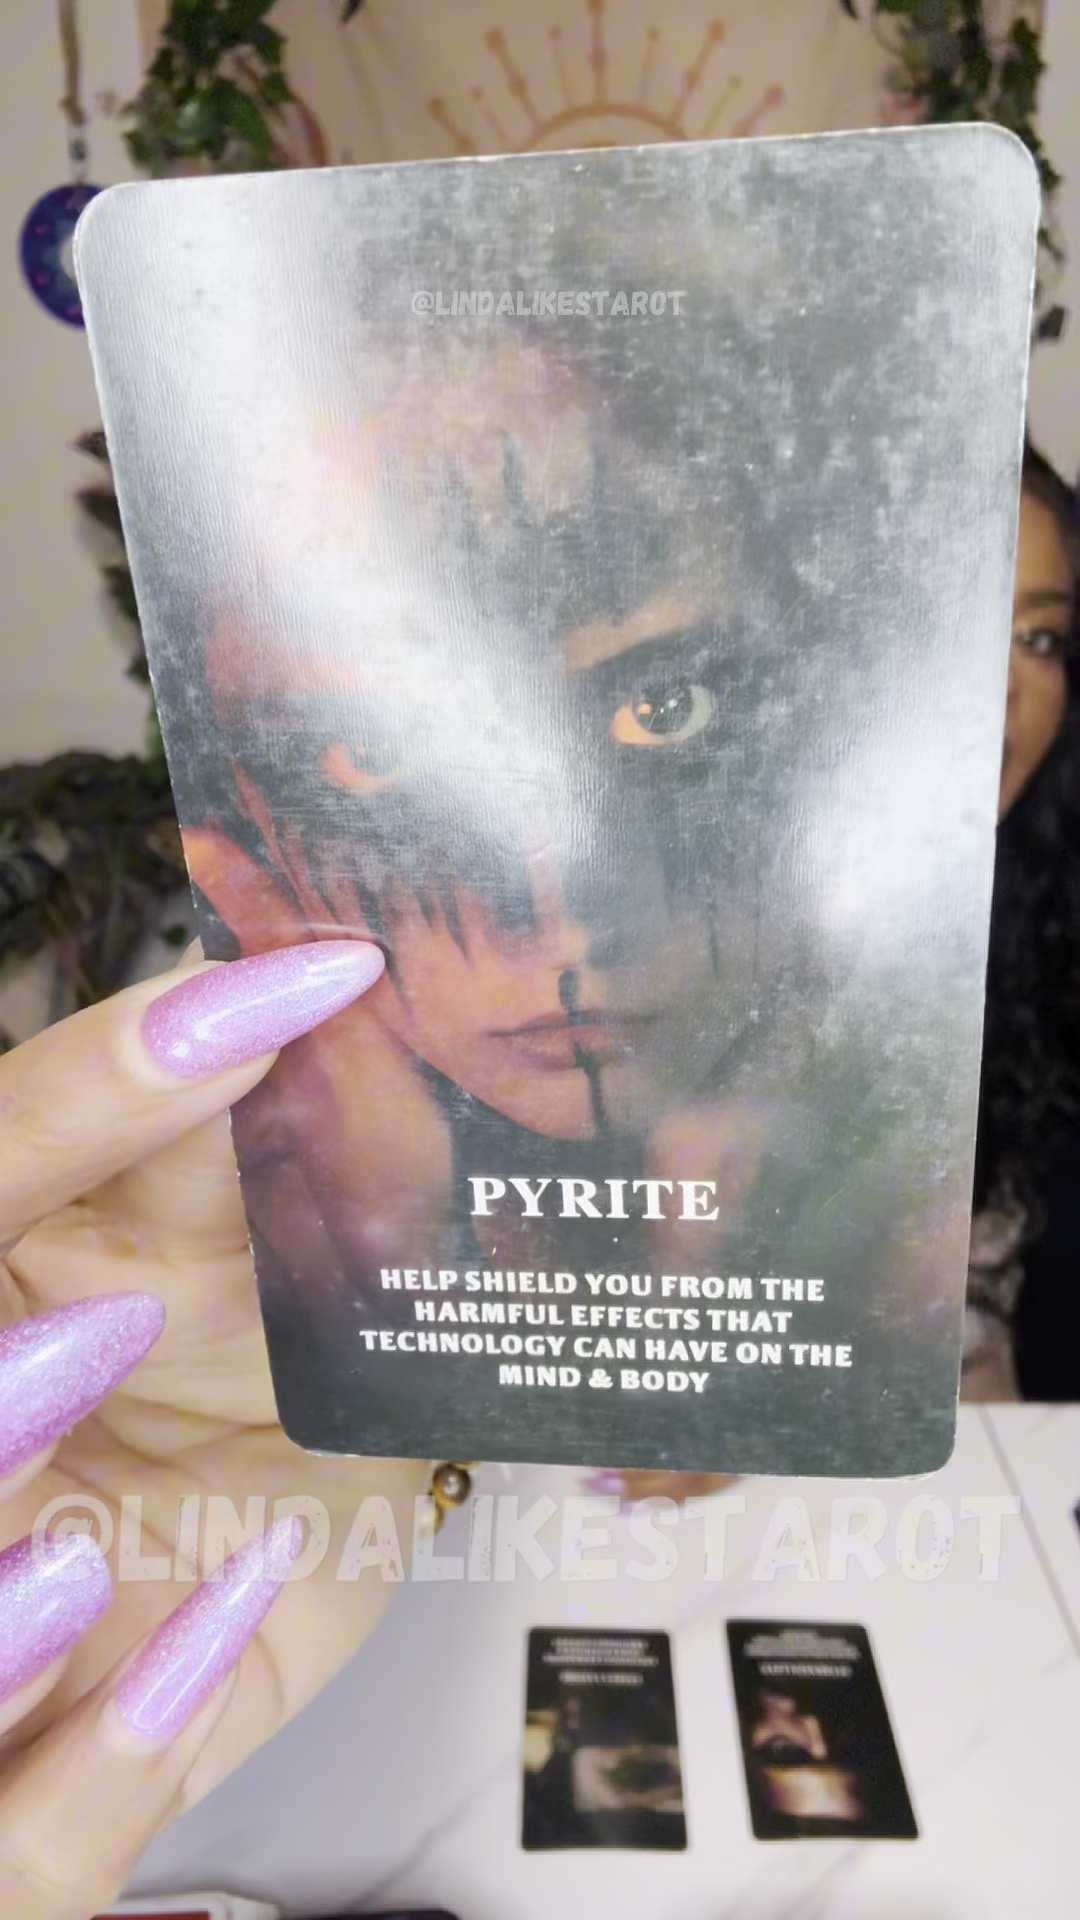 @LINDALIKESTAROT
PYRITE
HELP SHIELD YOU FROM THE
HARMFUL EFFECTS THAT
TECHNOLOGY CAN HAVE ON THE
MIND & BODY
@LINDALIKESTAROT